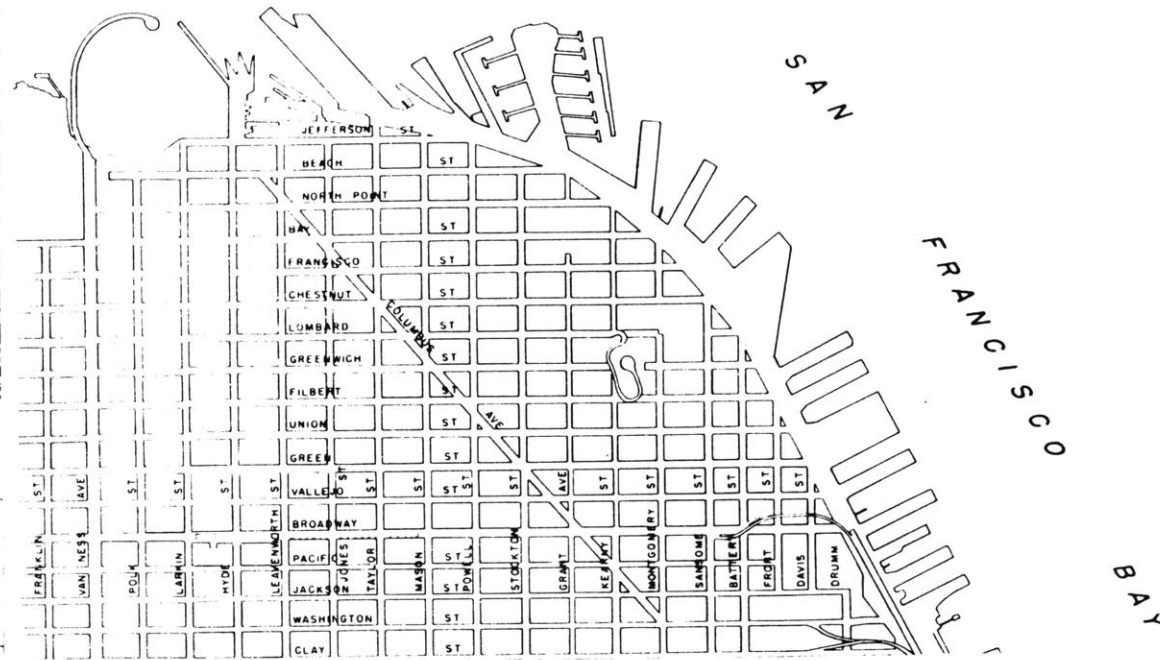 SAN
FRANCISCO
BAY
JEFFERSON ST
BEACH ST
NORTH POINT
BAY ST
FRANCISCO ST
CHESTNUT ST
LOMBARD ST
GREENWICH ST
FILBERT ST
UNION ST
GREEN ST
VALLEJO ST
BROADWAY
PACIFIC ST
JACKSON ST
WASHINGTON ST
CLAY ST
COLUMBUS AVE
FRANKLIN ST
VAN NESS AVE
POLK ST
LARKIN ST
HYDE ST
LEAVENWORTH ST
JONES ST
TAYLOR ST
MASON ST
POWELL ST
STOCKTON ST
GRANT AVE
KEARNY ST
MONTGOMERY ST
SANSOME ST
BATTERY ST
FRONT ST
DAVIS ST
DRUMM